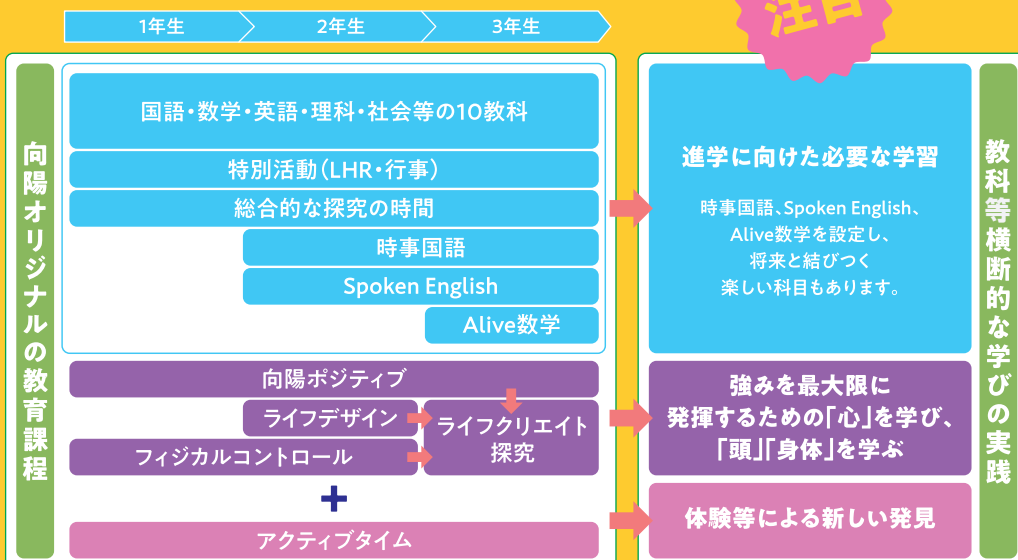 1年生
2年生
3年生
注目
向陽オリジナルの教育課程
国語・数学・英語・理科・社会等の10教科
特別活動（LHR・行事）
総合的な探究の時間
時事国語
Spoken English
Alive数学
向陽ポジティブ
ライフデザイン
フィジカルコントロール
ライフクリエイト
探究
+
アクティブタイム
進学に向けた必要な学習
時事国語、Spoken English、
Alive数学を設定し、
将来と結びつく
楽しい科目もあります。
強みを最大限に
発揮するための「心」を学び、
「頭」「身体」を学ぶ
体験等による新しい発見
教科等横断的な学びの実践